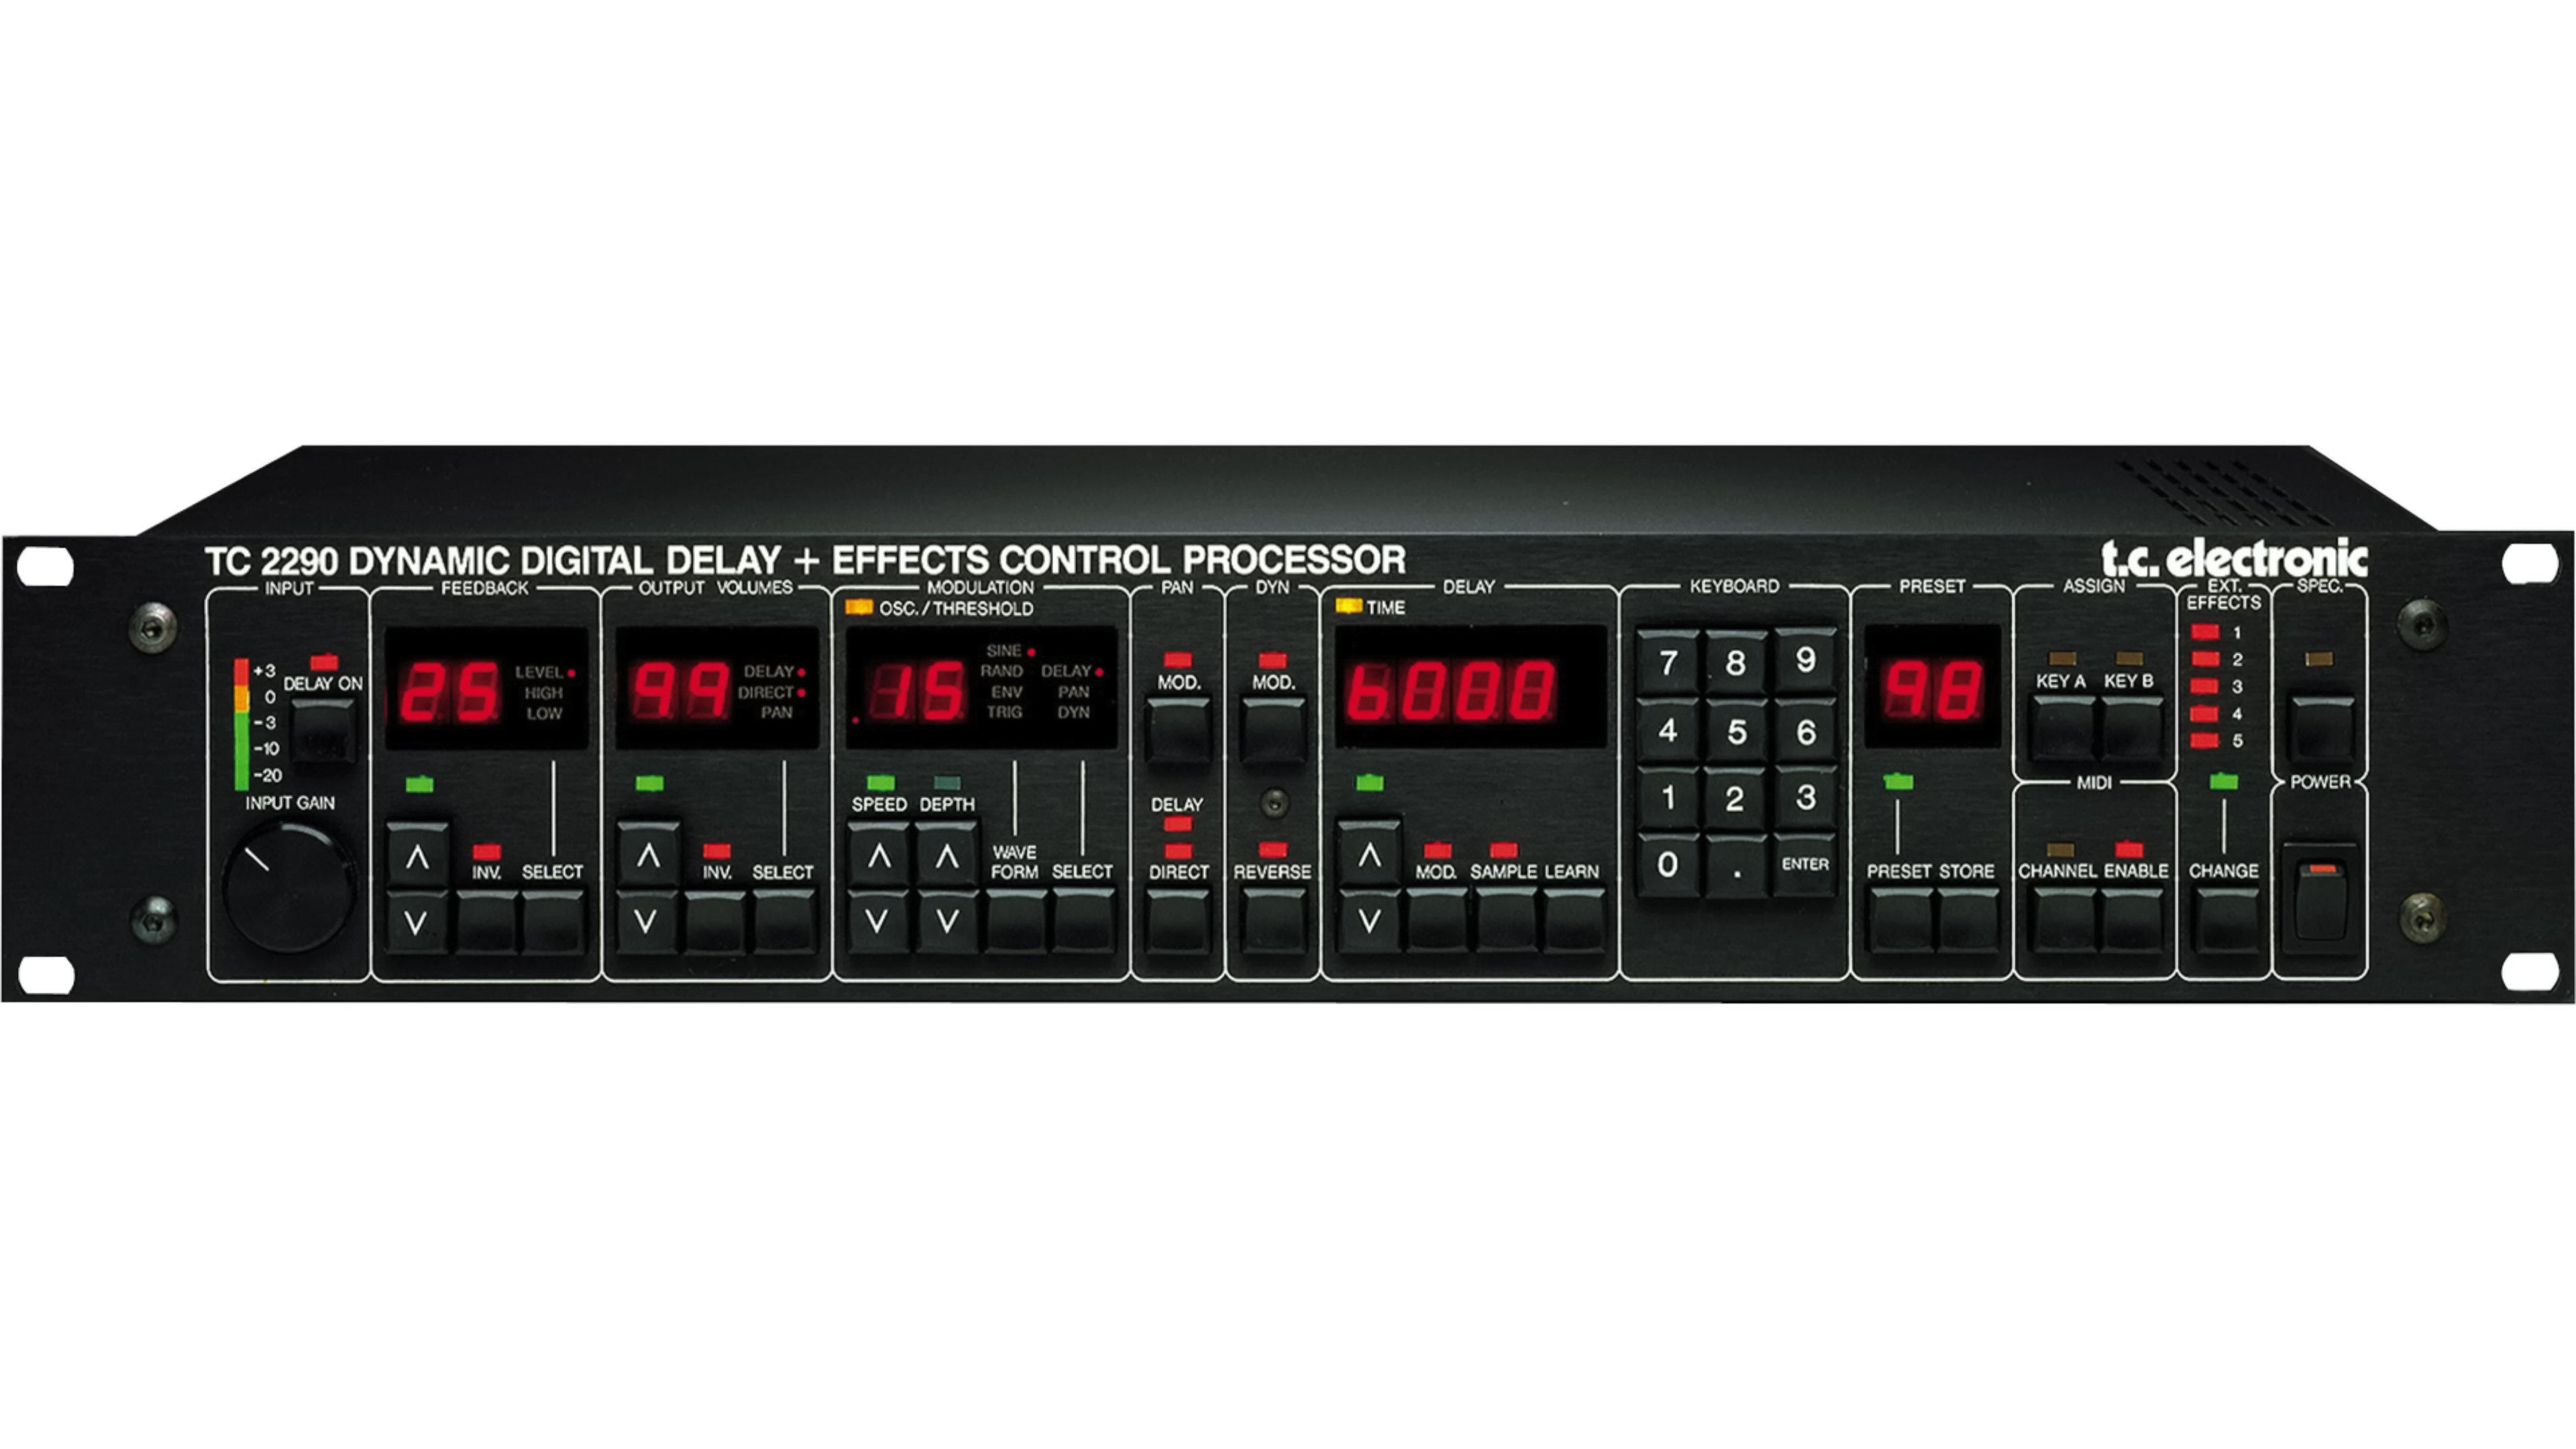 TC 2290 DYNAMIC DIGITAL DELAY + EFFECTS CONTROL PROCESSOR
t.c. electronic
INPUT
+3
0
-3
-10
-20
DELAY ON
INPUT GAIN
FEEDBACK
25
LEVEL
HIGH
LOW
INV.
SELECT
OUTPUT VOLUMES
99
DELAY
DIRECT
PAN
INV.
SELECT
MODULATION
OSC./THRESHOLD
.15
SINE
RAND
ENV
TRIG
DELAY
PAN
DYN
SPEED
DEPTH
WAVE
FORM
SELECT
PAN
MOD.
DELAY
DIRECT
DYN
MOD.
REVERSE
DELAY
TIME
6000
MOD.
SAMPLE
LEARN
KEYBOARD
7 8 9
4 5 6
1 2 3
0 . ENTER
PRESET
98
PRESET
STORE
ASSIGN
KEY A
KEY B
MIDI
CHANNEL
ENABLE
EXT.
EFFECTS
1
2
3
4
5
CHANGE
SPEC.
POWER